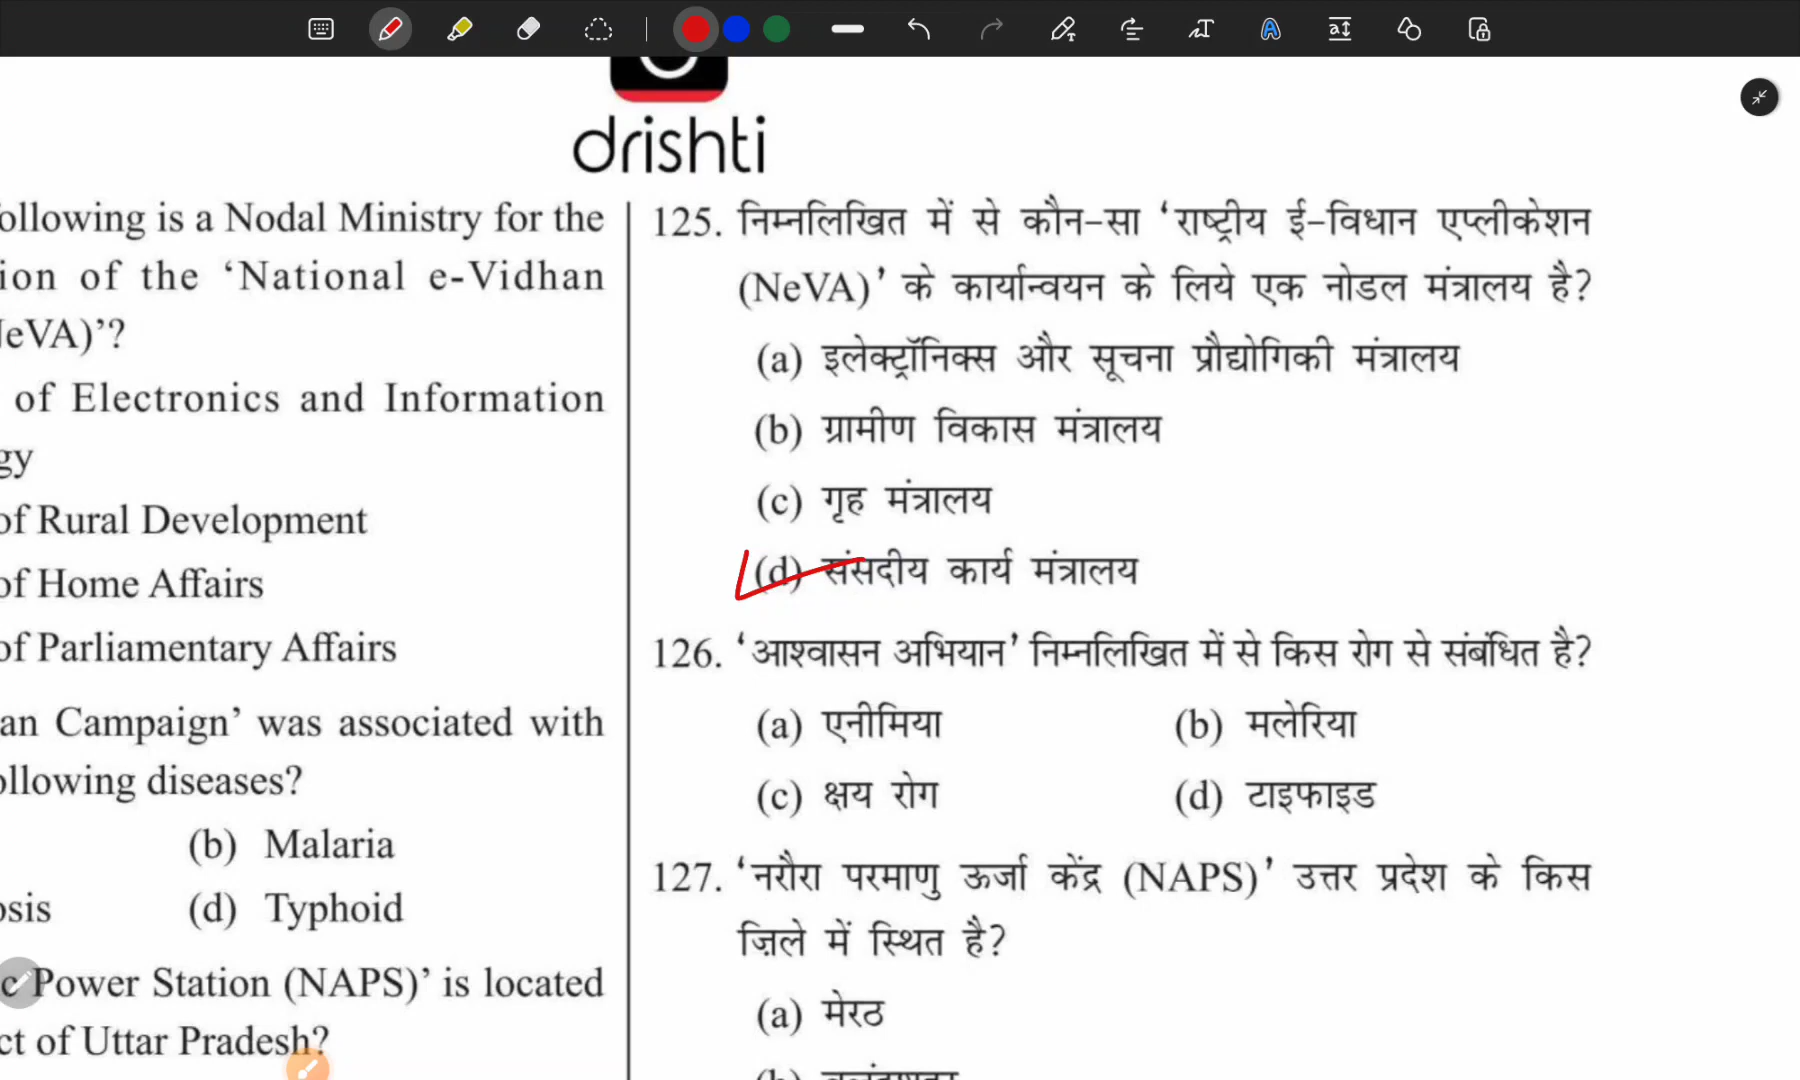 drishti
ollowing is a Nodal Ministry for the
ion of the ‘National e-Vidhan
eVA)’?
of Electronics and Information
gy
of Rural Development
of Home Affairs
of Parliamentary Affairs
an Campaign’ was associated with
ollowing diseases?
(b) Malaria
osis (d) Typhoid
c Power Station (NAPS)’ is located
ct of Uttar Pradesh?
125. निम्नलिखित में से कौन-सा ‘राष्ट्रीय ई-विधान एप्लीकेशन
(NeVA)’ के कार्यान्वयन के लिये एक नोडल मंत्रालय है?
(a) इलेक्ट्रॉनिक्स और सूचना प्रौद्योगिकी मंत्रालय
(b) ग्रामीण विकास मंत्रालय
(c) गृह मंत्रालय
(d) संसदीय कार्य मंत्रालय
126. ‘आश्वासन अभियान’ निम्नलिखित में से किस रोग से संबंधित है?
(a) एनीमिया (b) मलेरिया
(c) क्षय रोग (d) टाइफाइड
127. ‘नरौरा परमाणु ऊर्जा केंद्र (NAPS)’ उत्तर प्रदेश के किस
ज़िले में स्थित है?
(a) मेरठ